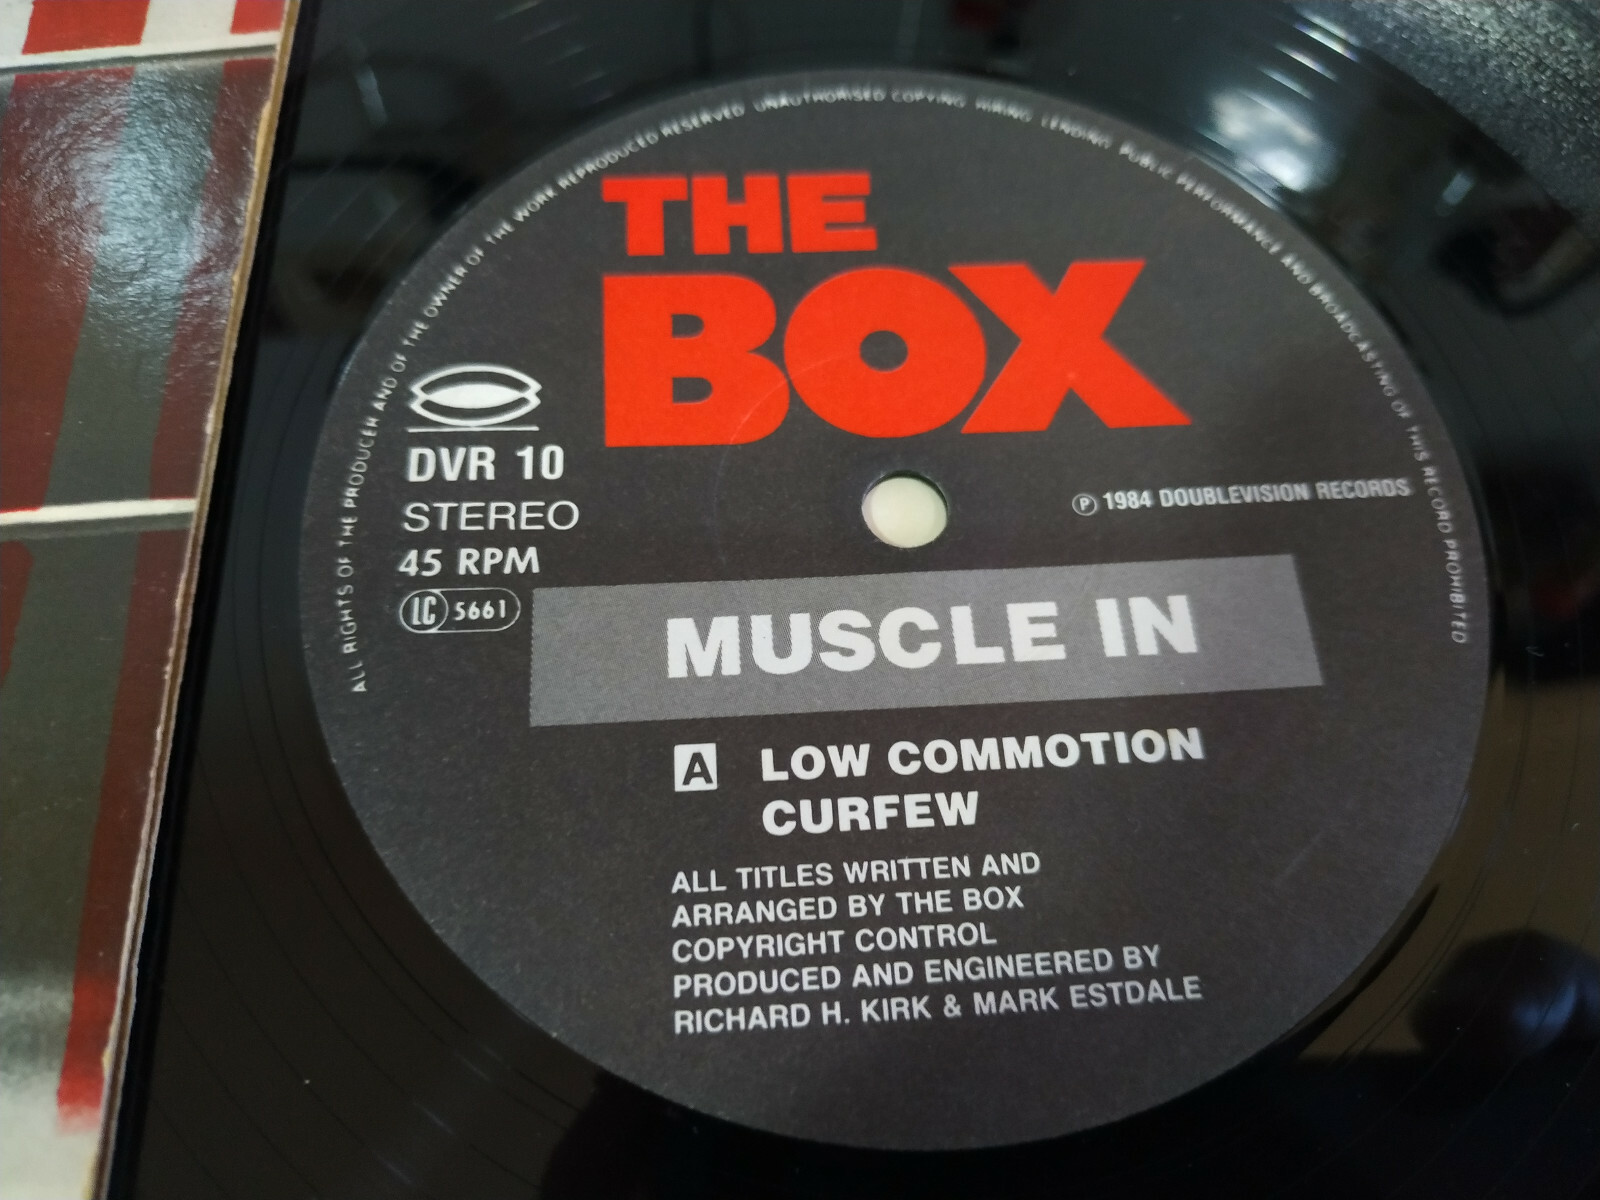 ALL RIGHTS OF THE PRODUCER AND OF THE OWNER OF THE WORK REPRODUCED RESERVED UNAUTHORISED COPYING HIRING LENDING PUBLIC PERFORMANCE AND BROADCASTING OF THIS RECORD PROHIBITED
THE
BOX
DVR 10
STEREO
45 RPM
LC 5661
℗ 1984 DOUBLEVISION RECORDS
MUSCLE IN
A LOW COMMOTION
CURFEW
ALL TITLES WRITTEN AND
ARRANGED BY THE BOX
COPYRIGHT CONTROL
PRODUCED AND ENGINEERED BY
RICHARD H. KIRK & MARK ESTDALE